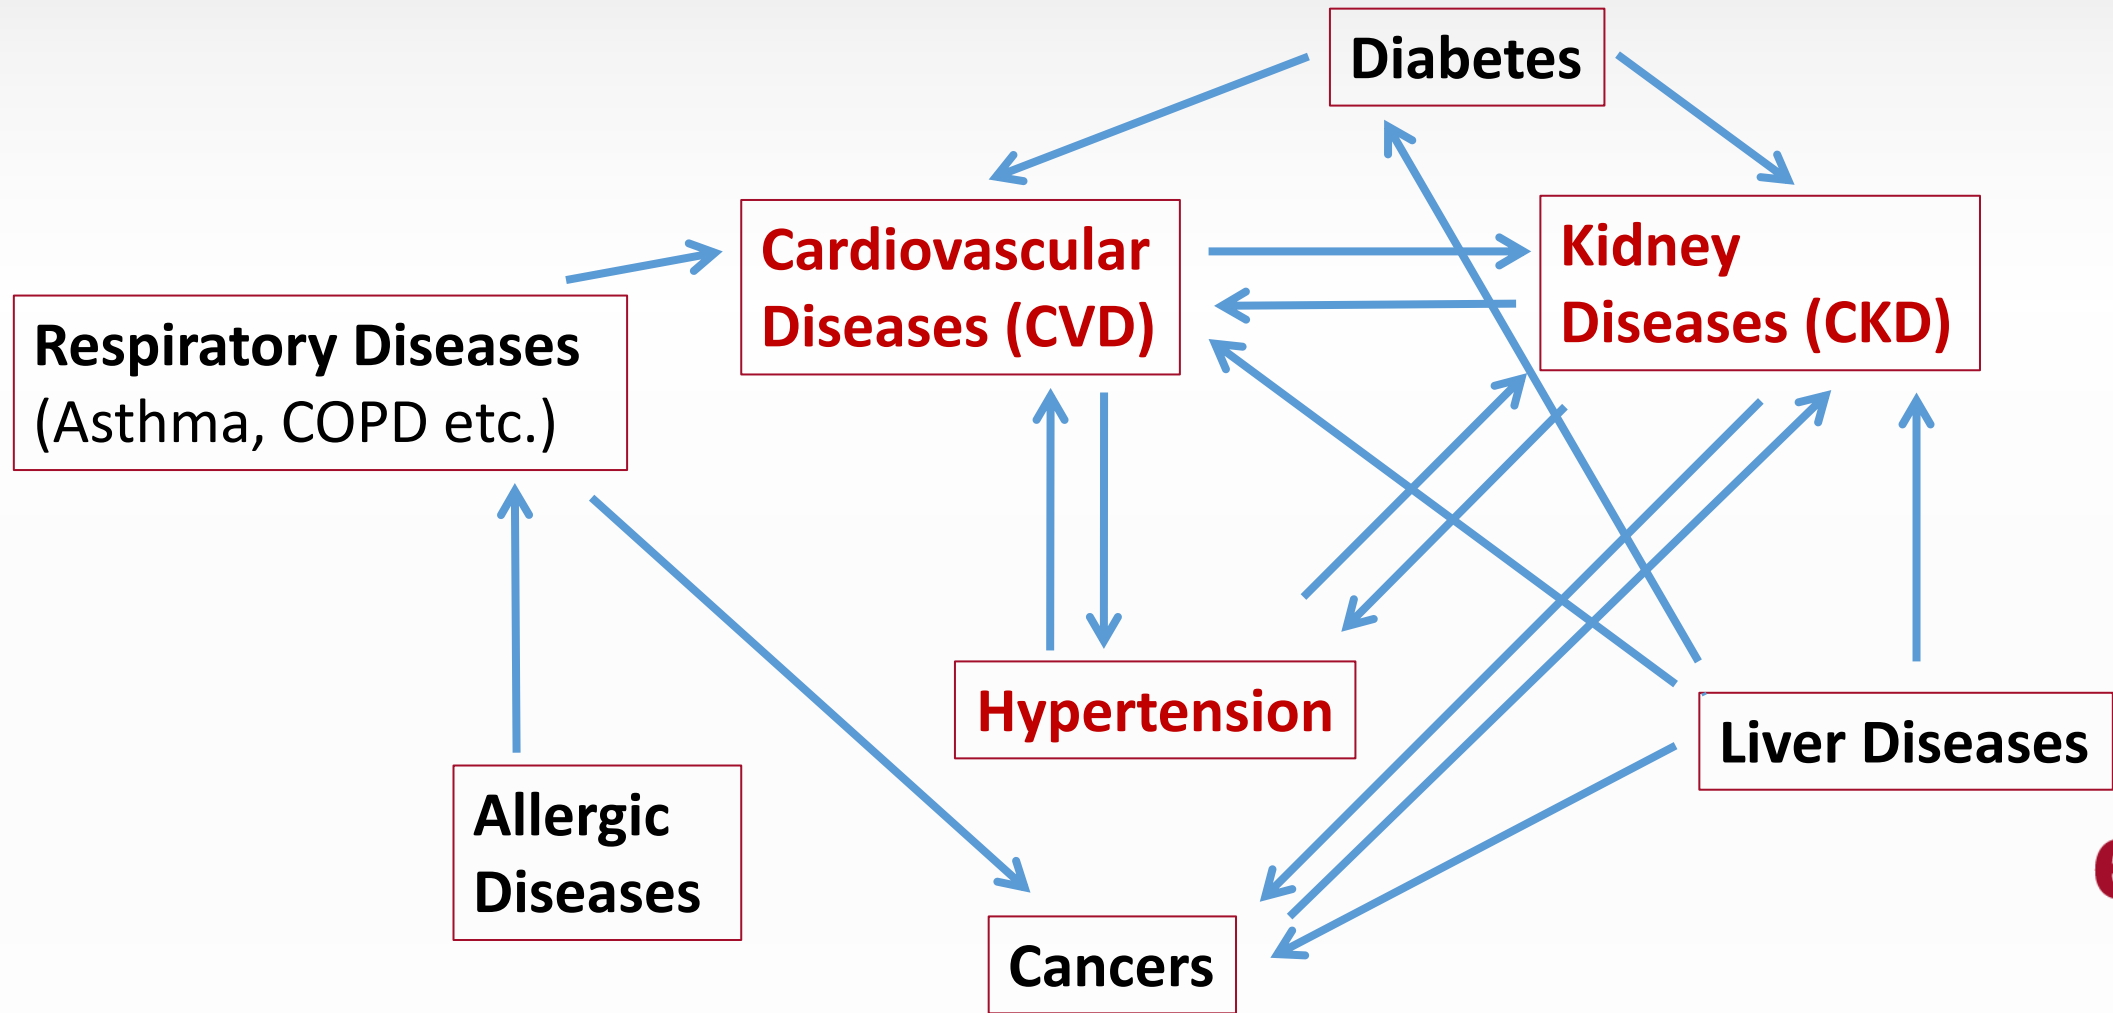 Diabetes
Cardiovascular
Diseases (CVD)
Kidney
Diseases (CKD)
Respiratory Diseases
(Asthma, COPD etc.)
Hypertension
Liver Diseases
Allergic
Diseases
Cancers